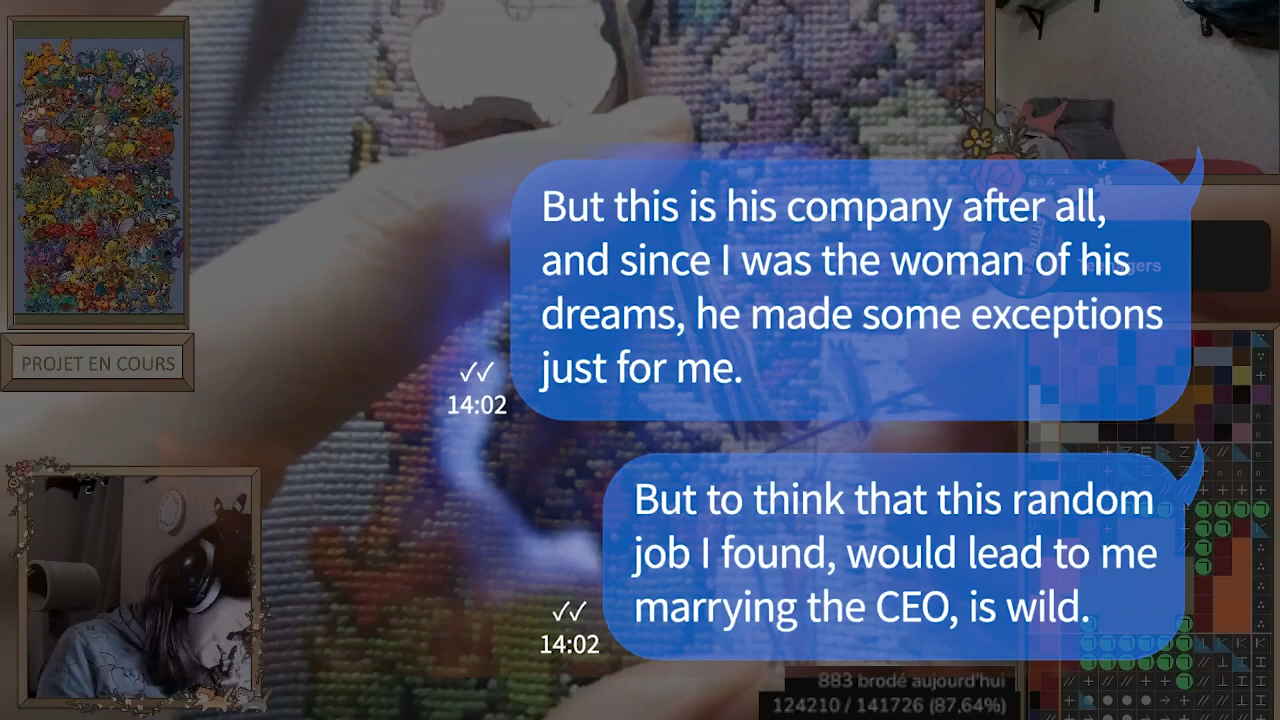 But this is his company after all,
and since I was the woman of his
dreams, he made some exceptions
just for me.
✓✓
14:02
But to think that this random
job I found, would lead to me
marrying the CEO, is wild.
✓✓
14:02
PROJET EN COURS
883 brodé aujourd'hui
124210 / 141726 (87,64%)